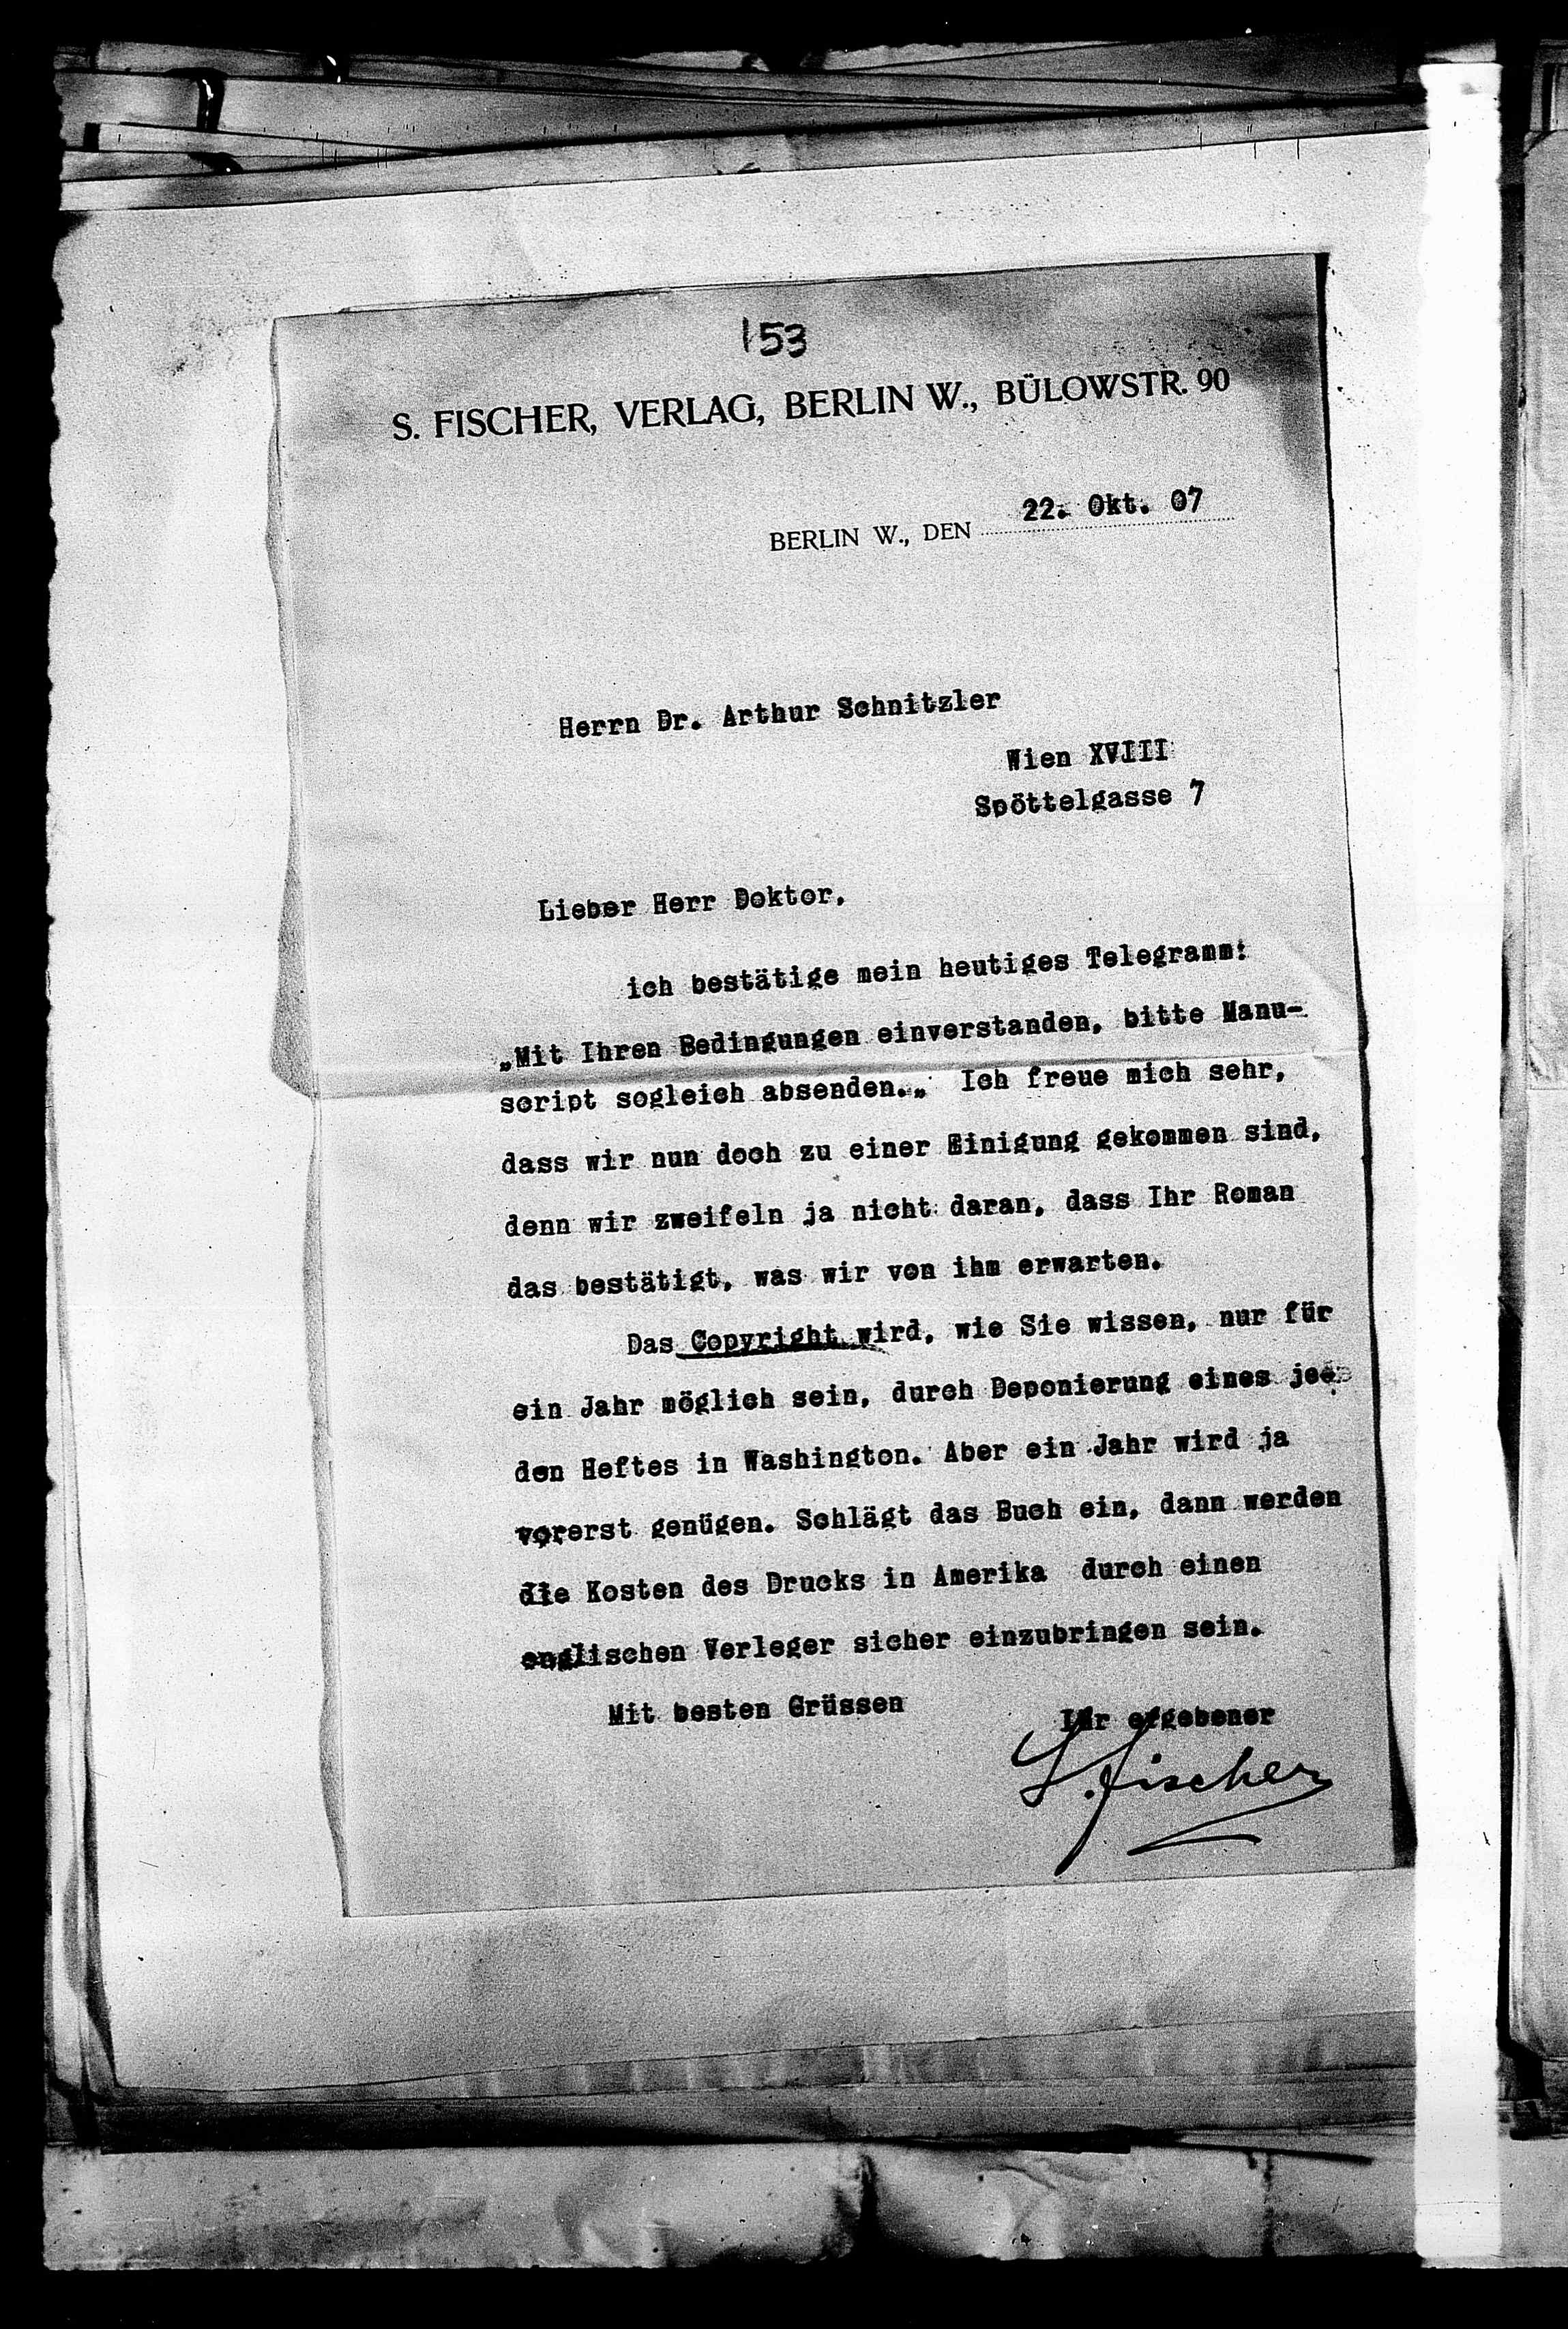 153
S. FISCHER, VERLAG, BERLIN W., BÜLOWSTR. 90
BERLIN W., DEN 22. Okt. 07
Herrn Dr. Arthur Schnitzler
Wien XVIII
Spöttelgasse 7
Lieber Herr Doktor,
ich bestätige mein heutiges Telegramm:
„Mit Ihren Bedingungen einverstanden, bitte Manu-
script sogleich absenden.„ Ich freue mich sehr,
dass wir nun doch zu einer Einigung gekommen sind,
denn wir zweifeln ja nicht daran, dass Ihr Roman
das bestätigt, was wir von ihm erwarten.
Das Copyright wird, wie Sie wissen, nur für
ein Jahr möglich sein, durch Deponierung eines je-
den Heftes in Washington. Aber ein Jahr wird ja
vorerst genügen. Schlägt das Buch ein, dann werden
die Kosten des Drucks in Amerika durch einen
englischen Verleger sicher einzubringen sein.
Mit besten Grüssen
Ihr ergebener
S. Fischer